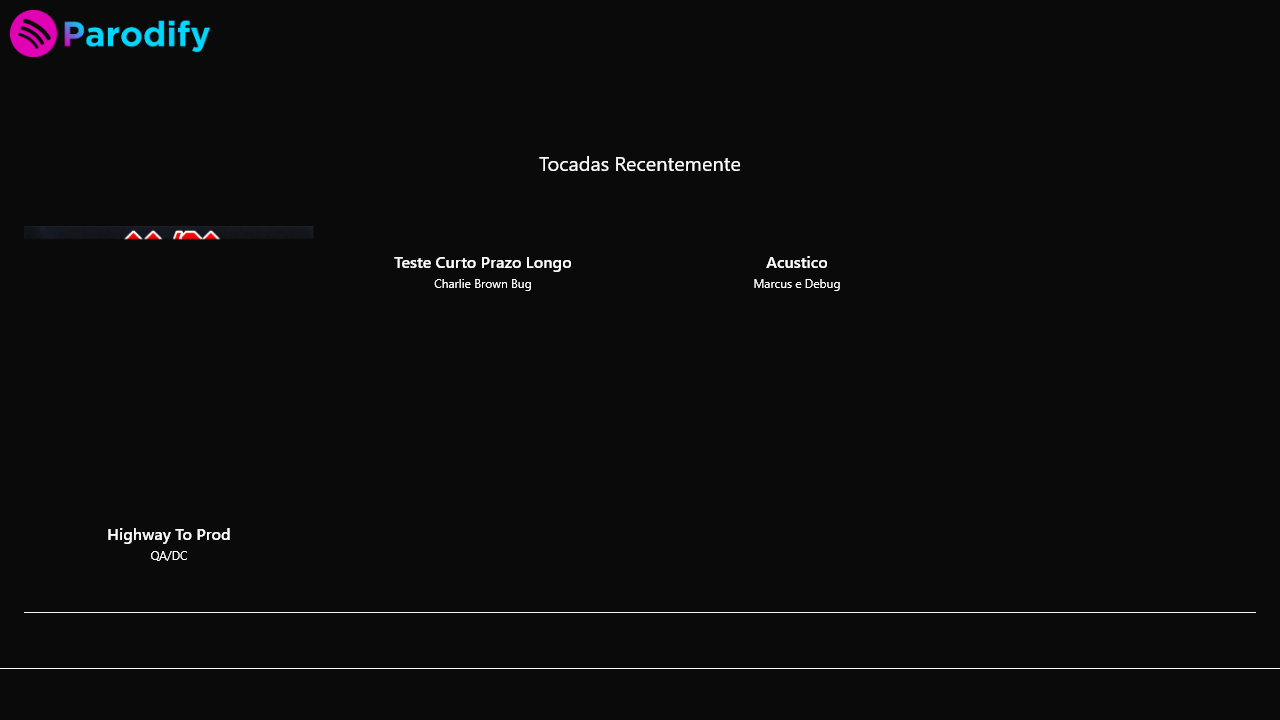 Parodify
Tocadas Recentemente
Teste Curto Prazo Longo
Charlie Brown Bug
Acustico
Marcus e Debug
Highway To Prod
QA/DC